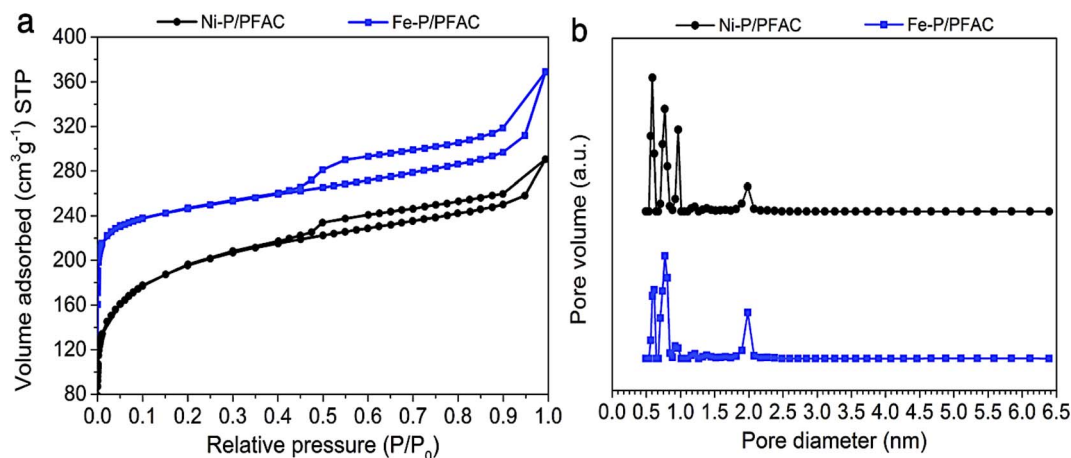 a
Ni-P/PFAC
Fe-P/PFAC
400
360
320
280
240
200
160
120
80
Volume adsorbed (cm³g⁻¹) STP
0.0 0.1 0.2 0.3 0.4 0.5 0.6 0.7 0.8 0.9 1.0
Relative pressure (P/P₀)
b
Ni-P/PFAC
Fe-P/PFAC
Pore volume (a.u.)
0.0 0.5 1.0 1.5 2.0 2.5 3.0 3.5 4.0 4.5 5.0 5.5 6.0 6.5
Pore diameter (nm)